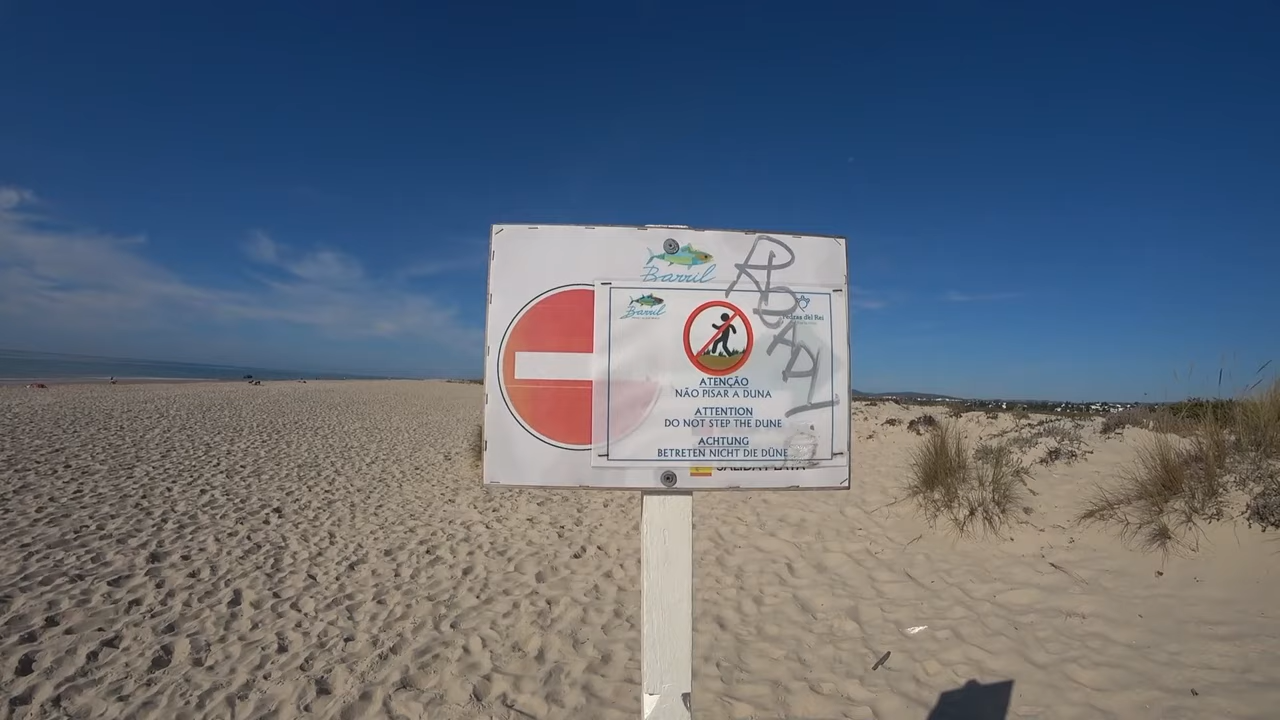 Barril
Barril
Pedras d'el Rei
ATENÇÃO
NÃO PISAR A DUNA
ATTENTION
DO NOT STEP THE DUNE
ACHTUNG
BETRETEN NICHT DIE DÜNE